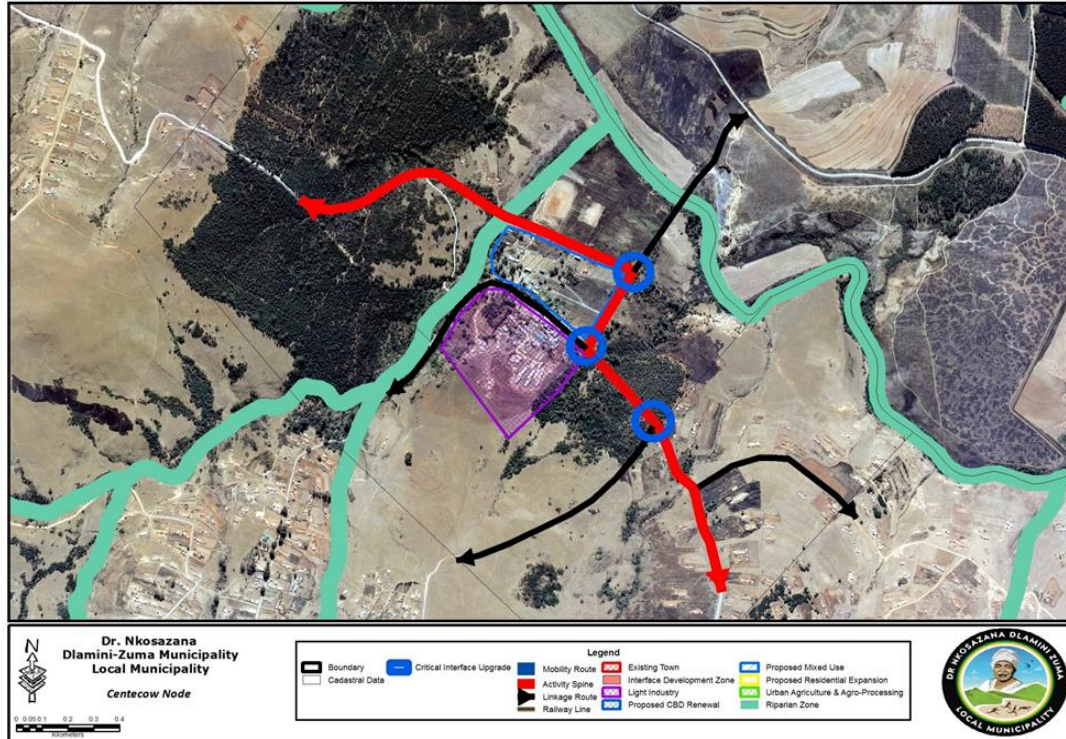 N
Dr. Nkosazana
Dlamini-Zuma Municipality
Local Municipality
Centecow Node
0 0.05 0.1 0.2 0.3 0.4
Kilometers
Legend
Boundary
Cadastral Data
Critical Interface Upgrade
Mobility Route
Activity Spine
Linkage Route
Railway Line
Existing Town
Interface Development Zone
Light Industry
Proposed CBD Renewal
Proposed Mixed Use
Proposed Residential Expansion
Urban Agriculture & Agro-Processing
Riparian Zone
DR NKOSAZANA DLAMINI ZUMA
LOCAL MUNICIPALITY